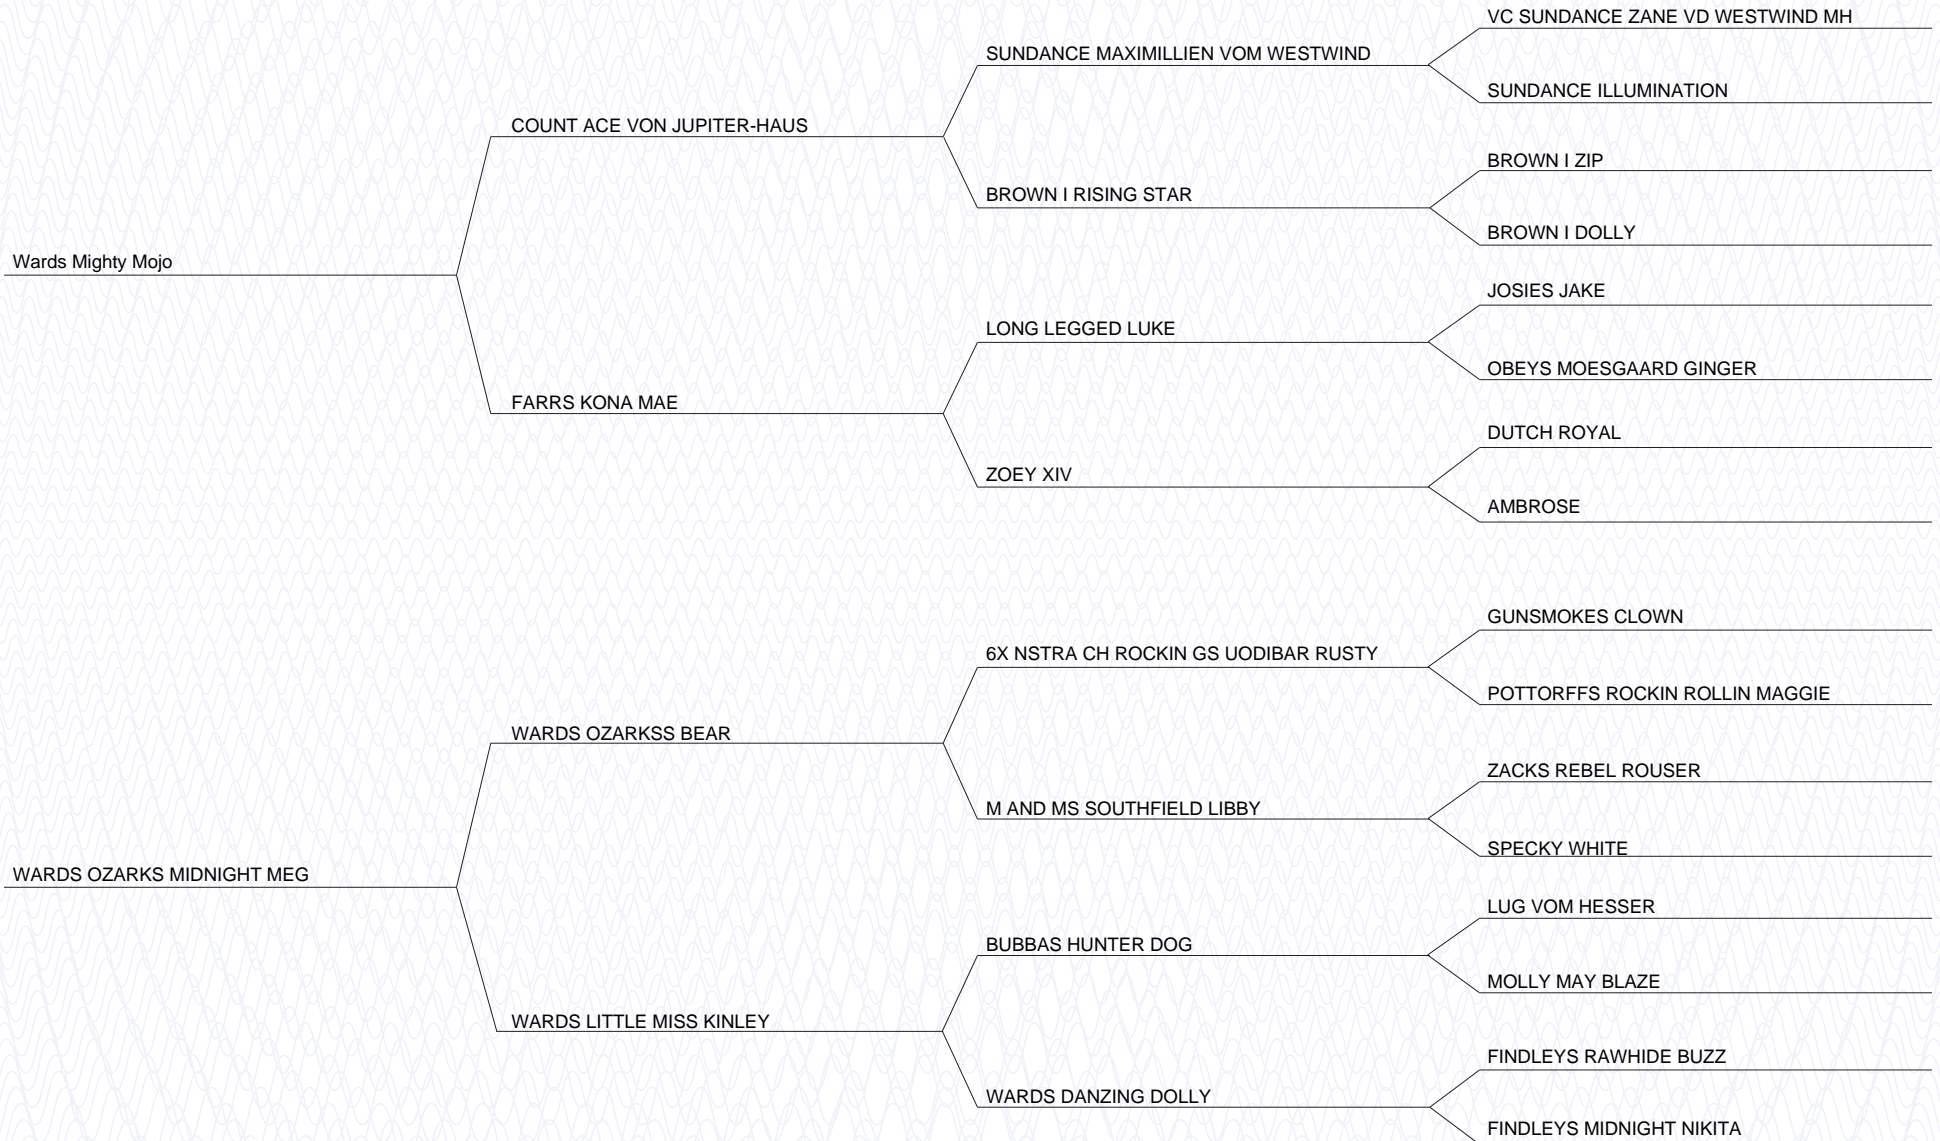 VC SUNDANCE ZANE VD WESTWIND MH
SUNDANCE MAXIMILLIEN VOM WESTWIND
SUNDANCE ILLUMINATION
COUNT ACE VON JUPITER-HAUS
BROWN I ZIP
BROWN I RISING STAR
BROWN I DOLLY
Wards Mighty Mojo
JOSIES JAKE
LONG LEGGED LUKE
OBEYS MOESGAARD GINGER
FARRS KONA MAE
DUTCH ROYAL
ZOEY XIV
AMBROSE
GUNSMOKES CLOWN
6X NSTRA CH ROCKIN GS UODIBAR RUSTY
POTTORFFS ROCKIN ROLLIN MAGGIE
WARDS OZARKSS BEAR
ZACKS REBEL ROUSER
M AND MS SOUTHFIELD LIBBY
SPECKY WHITE
WARDS OZARKS MIDNIGHT MEG
LUG VOM HESSER
BUBBAS HUNTER DOG
MOLLY MAY BLAZE
WARDS LITTLE MISS KINLEY
FINDLEYS RAWHIDE BUZZ
WARDS DANZING DOLLY
FINDLEYS MIDNIGHT NIKITA